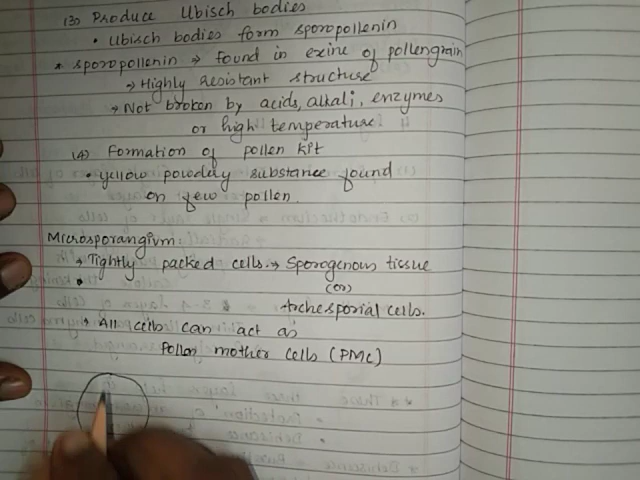 (3) Produce Ubisch bodies
• Ubisch bodies form sporopollenin
* Sporopollenin → found in exine of pollengrain
→ Highly Resistant structure
→ Not broken by acids, alkali, enzymes
or high temperature
(4) Formation of pollen kit
• yellow powday substance found
on few pollen.
Microsporangium:
→ Tightly packed cells. → Sporogenous tissue
(or)
Archesporial cells.
→ All cells can act as
Pollen mother cells (PMC)